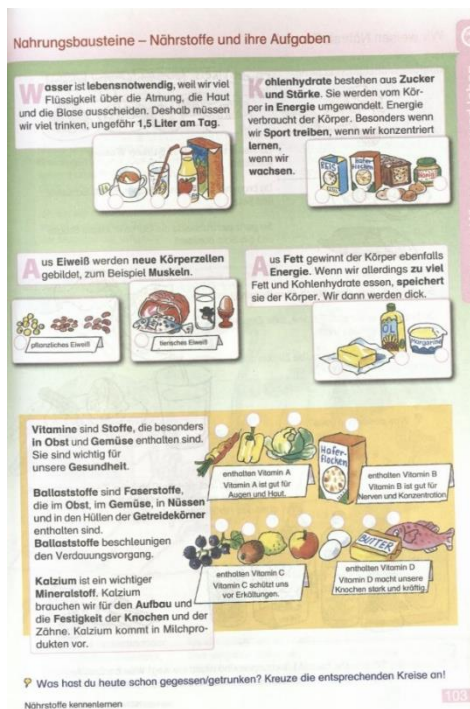 Nahrungsbausteine – Nährstoffe und ihre Aufgaben
Wasser ist lebensnotwendig, weil wir viel
Flüssigkeit über die Atmung, die Haut
und die Blase ausscheiden. Deshalb müssen
wir viel trinken, ungefähr 1,5 Liter am Tag.
Kohlenhydrate bestehen aus Zucker
und Stärke. Sie werden vom Kör-
per in Energie umgewandelt. Energie
verbraucht der Körper. Besonders wenn
wir Sport treiben, wenn wir konzentriert
lernen,
wenn wir
wachsen.
REIS
Hafer-
flocken
Honig
Aus Eiweiß werden neue Körperzellen
gebildet, zum Beispiel Muskeln.
pflanzliches Eiweiß
tierisches Eiweiß
Aus Fett gewinnt der Körper ebenfalls
Energie. Wenn wir allerdings zu viel
Fett und Kohlenhydrate essen, speichert
sie der Körper. Wir dann werden dick.
ÖL
Margarine
Vitamine sind Stoffe, die besonders
in Obst und Gemüse enthalten sind.
Sie sind wichtig für
unsere Gesundheit.
Ballaststoffe sind Faserstoffe,
die im Obst, im Gemüse, in Nüssen
und in den Hüllen der Getreidekörner
enthalten sind.
Ballaststoffe beschleunigen
den Verdauungsvorgang.
Kalzium ist ein wichtiger
Mineralstoff. Kalzium
brauchen wir für den Aufbau und
die Festigkeit der Knochen und der
Zähne. Kalzium kommt in Milchpro-
dukten vor.
Hafer-
flocken
enthalten Vitamin A
Vitamin A ist gut für
Augen und Haut.
enthalten Vitamin B
Vitamin B ist gut für
Nerven und Konzentration.
BUTTER
enthalten Vitamin C
Vitamin C schützt uns
vor Erkältungen.
enthalten Vitamin D
Vitamin D macht unsere
Knochen stark und kräftig.
Was hast du heute schon gegessen/getrunken? Kreuze die entsprechenden Kreise an!
Nährstoffe kennenlernen
103